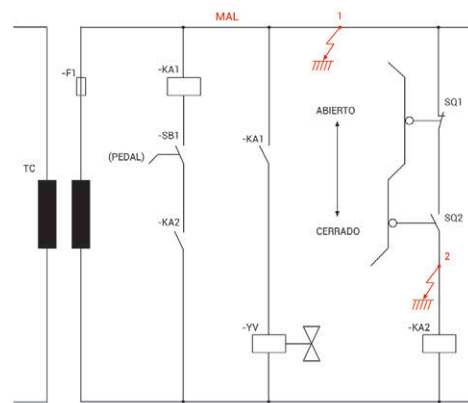 MAL
1
-F1
-KA1
SQ1
ABIERTO
-SB1
-KA1
(PEDAL)
TC
-KA2
SQ2
CERRADO
2
-YV
-KA2